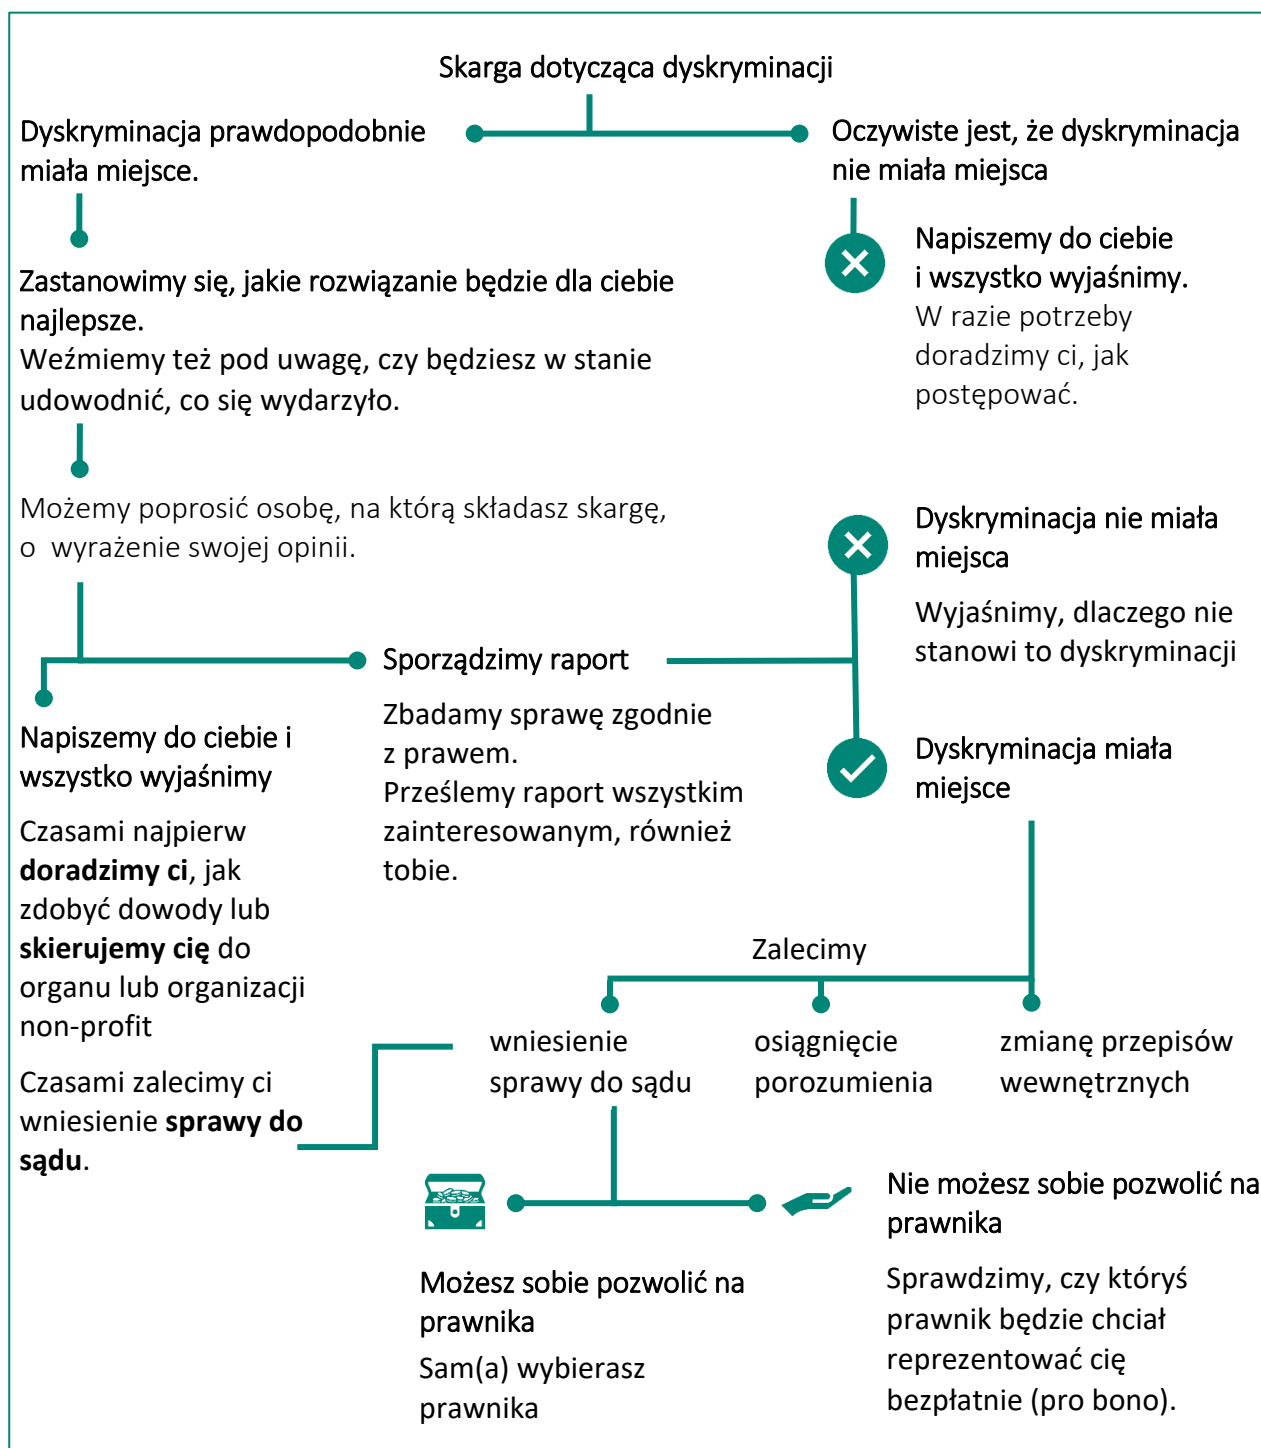 Skarga dotycząca dyskryminacji
Dyskryminacja prawdopodobnie
miała miejsce.
Oczywiste jest, że dyskryminacja
nie miała miejsca
Napiszemy do ciebie
i wszystko wyjaśnimy.
W razie potrzeby
doradzimy ci, jak
postępować.
Zastanowimy się, jakie rozwiązanie będzie dla ciebie
najlepsze.
Weźmiemy też pod uwagę, czy będziesz w stanie
udowodnić, co się wydarzyło.
Możemy poprosić osobę, na którą składasz skargę,
o wyrażenie swojej opinii.
Napiszemy do ciebie i
wszystko wyjaśnimy
Czasami najpierw
doradzimy ci, jak
zdobyć dowody lub
skierujemy cię do
organu lub organizacji
non-profit
Czasami zalecimy ci
wniesienie sprawy do
sądu.
Sporządzimy raport
Zbadamy sprawę zgodnie
z prawem.
Prześlemy raport wszystkim
zainteresowanym, również
tobie.
Dyskryminacja nie miała
miejsca
Wyjaśnimy, dlaczego nie
stanowi to dyskryminacji
Dyskryminacja miała
miejsce
Zalecimy
wniesienie
sprawy do sądu
osiągnięcie
porozumienia
zmianę przepisów
wewnętrznych
Możesz sobie pozwolić na
prawnika
Sam(a) wybierasz
prawnika
Nie możesz sobie pozwolić na
prawnika
Sprawdzimy, czy któryś
prawnik będzie chciał
reprezentować cię
bezpłatnie (pro bono).